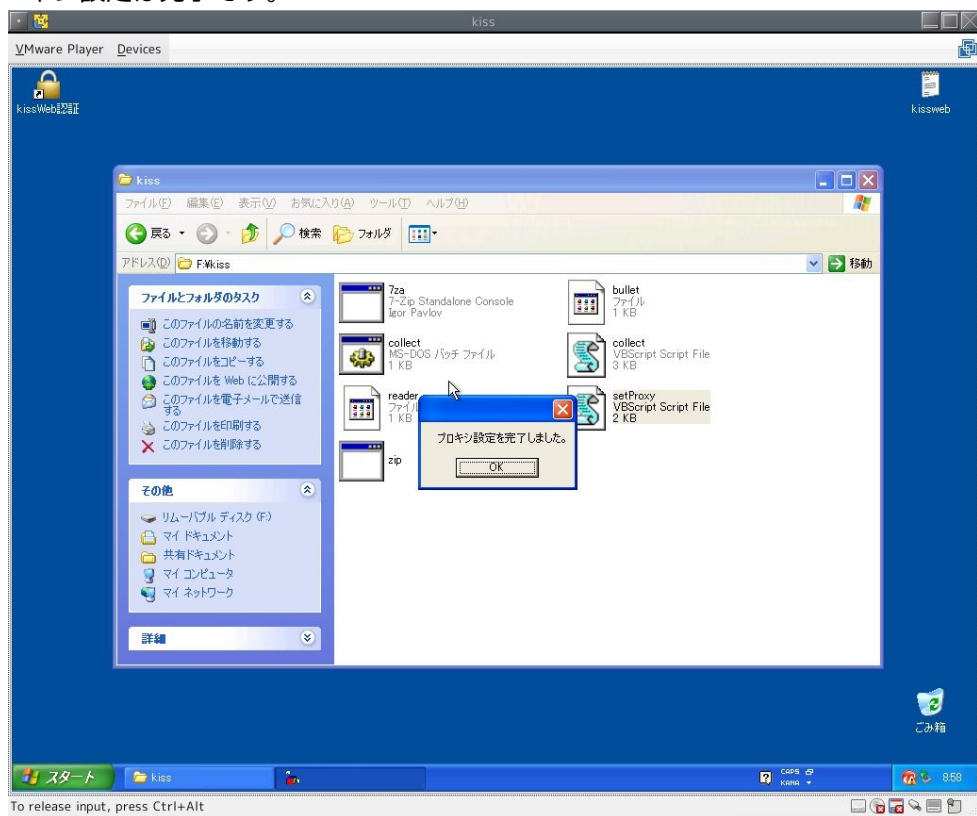 kiss
VMware Player Devices
kissWeb認証
kissweb
kiss
ファイル(F) 編集(E) 表示(V) お気に入り(A) ツール(T) ヘルプ(H)
戻る 検索 フォルダ
アドレス(D) F:¥kiss 移動
ファイルとフォルダのタスク
このファイルの名前を変更する
このファイルを移動する
このファイルをコピーする
このファイルを Web に公開する
このファイルを電子メールで送信
する
このファイルを印刷する
このファイルを削除する
その他
リムーバブル ディスク (F:)
マイ ドキュメント
共有ドキュメント
マイ コンピュータ
マイ ネットワーク
詳細
7za
7-Zip Standalone Console
Igor Pavlov
bullet
ファイル
1 KB
collect
MS-DOS バッチ ファイル
1 KB
collect
VBScript Script File
3 KB
reader
ファイル
1 KB
setProxy
VBScript Script File
2 KB
zip
プロキシ設定を完了しました。
OK
ごみ箱
スタート kiss
CAPS
KANA
8:58
To release input, press Ctrl+Alt